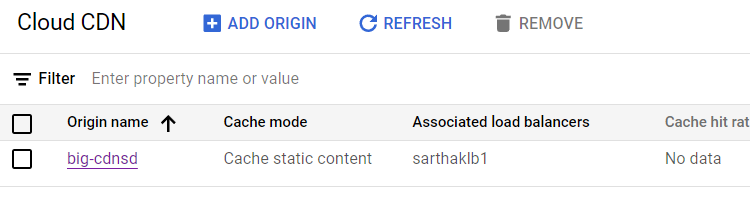 Cloud CDN ADD ORIGIN REFRESH REMOVE
Filter Enter property name or value
Origin name Cache mode Associated load balancers Cache hit rat
big-cdnsd Cache static content sarthaklb1 No data